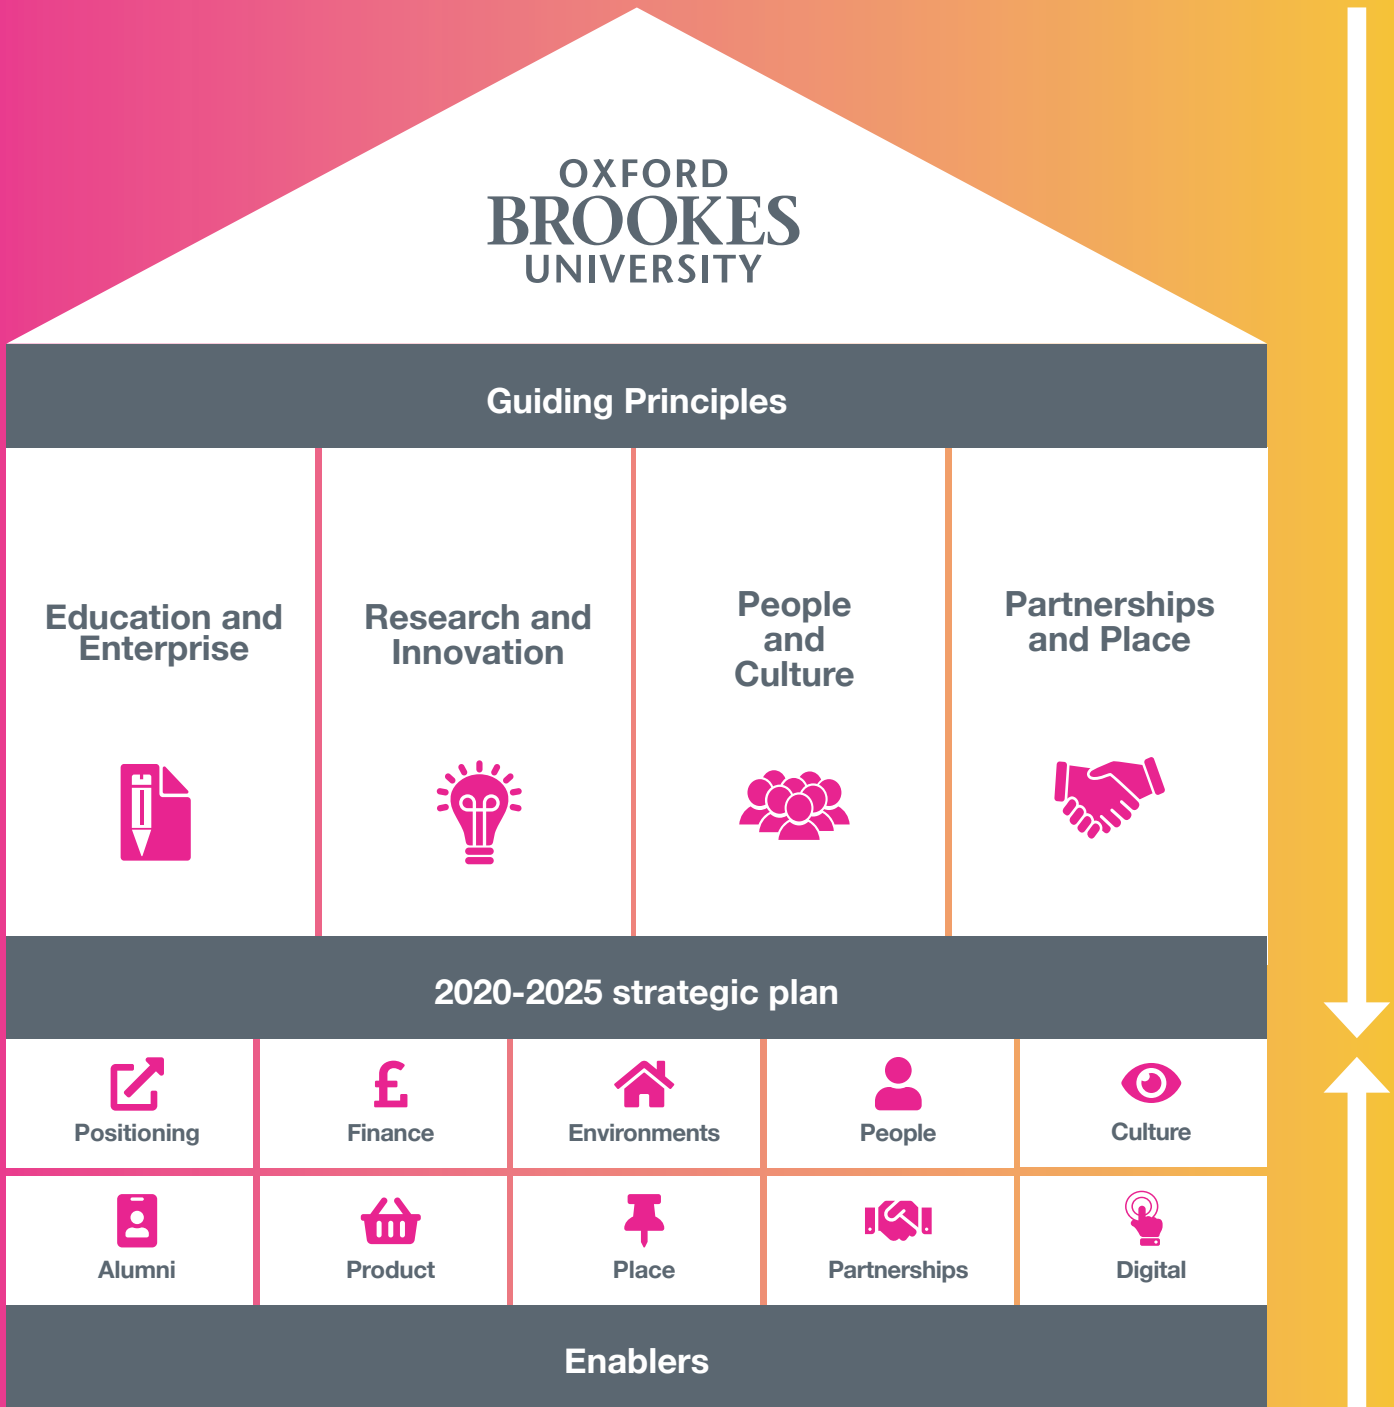 OXFORD
BROOKES
UNIVERSITY
Guiding Principles
Education and
Enterprise
Research and
Innovation
People
and
Culture
Partnerships
and Place
2020-2025 strategic plan
£
Positioning
Finance
Environments
People
Culture
Alumni
Product
Place
Partnerships
Digital
Enablers